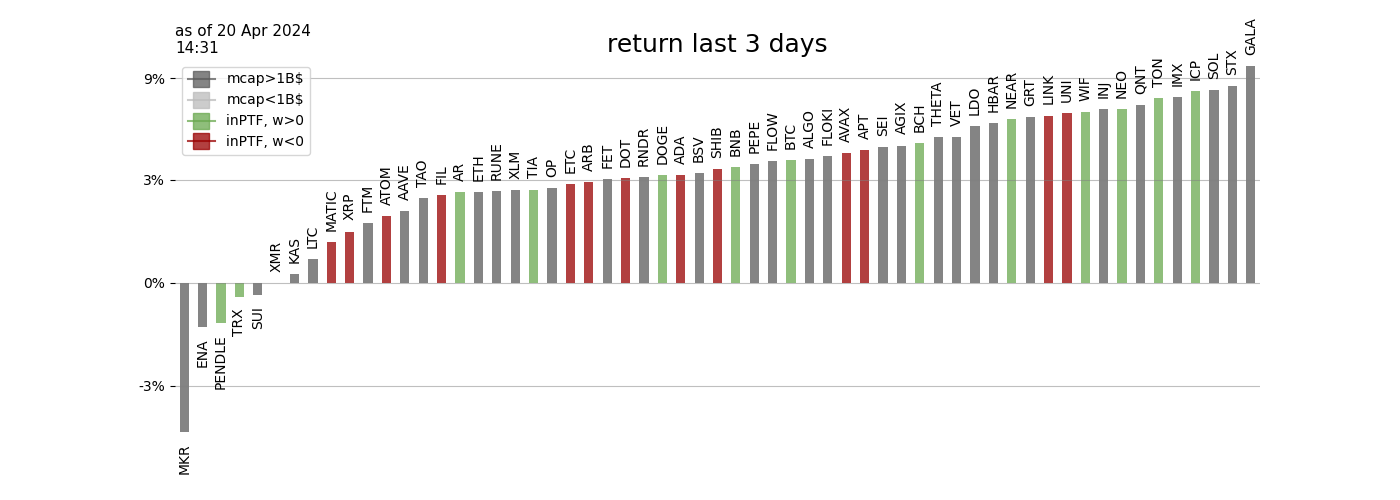 as of 20 Apr 2024
14:31
return last 3 days
mcap>1B$
mcap<1B$
inPTF, w>0
inPTF, w<0
9%
3%
0%
-3%
MKR
ENA
PENDLE
TRX
SUI
XMR
KAS
LTC
MATIC
XRP
FTM
ATOM
AAVE
TAO
FIL
AR
ETH
RUNE
XLM
TIA
OP
ETC
ARB
FET
DOT
RNDR
DOGE
ADA
BSV
SHIB
BNB
PEPE
FLOW
BTC
ALGO
FLOKI
AVAX
APT
SEI
AGIX
BCH
THETA
VET
LDO
HBAR
NEAR
GRT
LINK
UNI
WIF
INJ
NEO
QNT
TON
IMX
ICP
SOL
STX
GALA